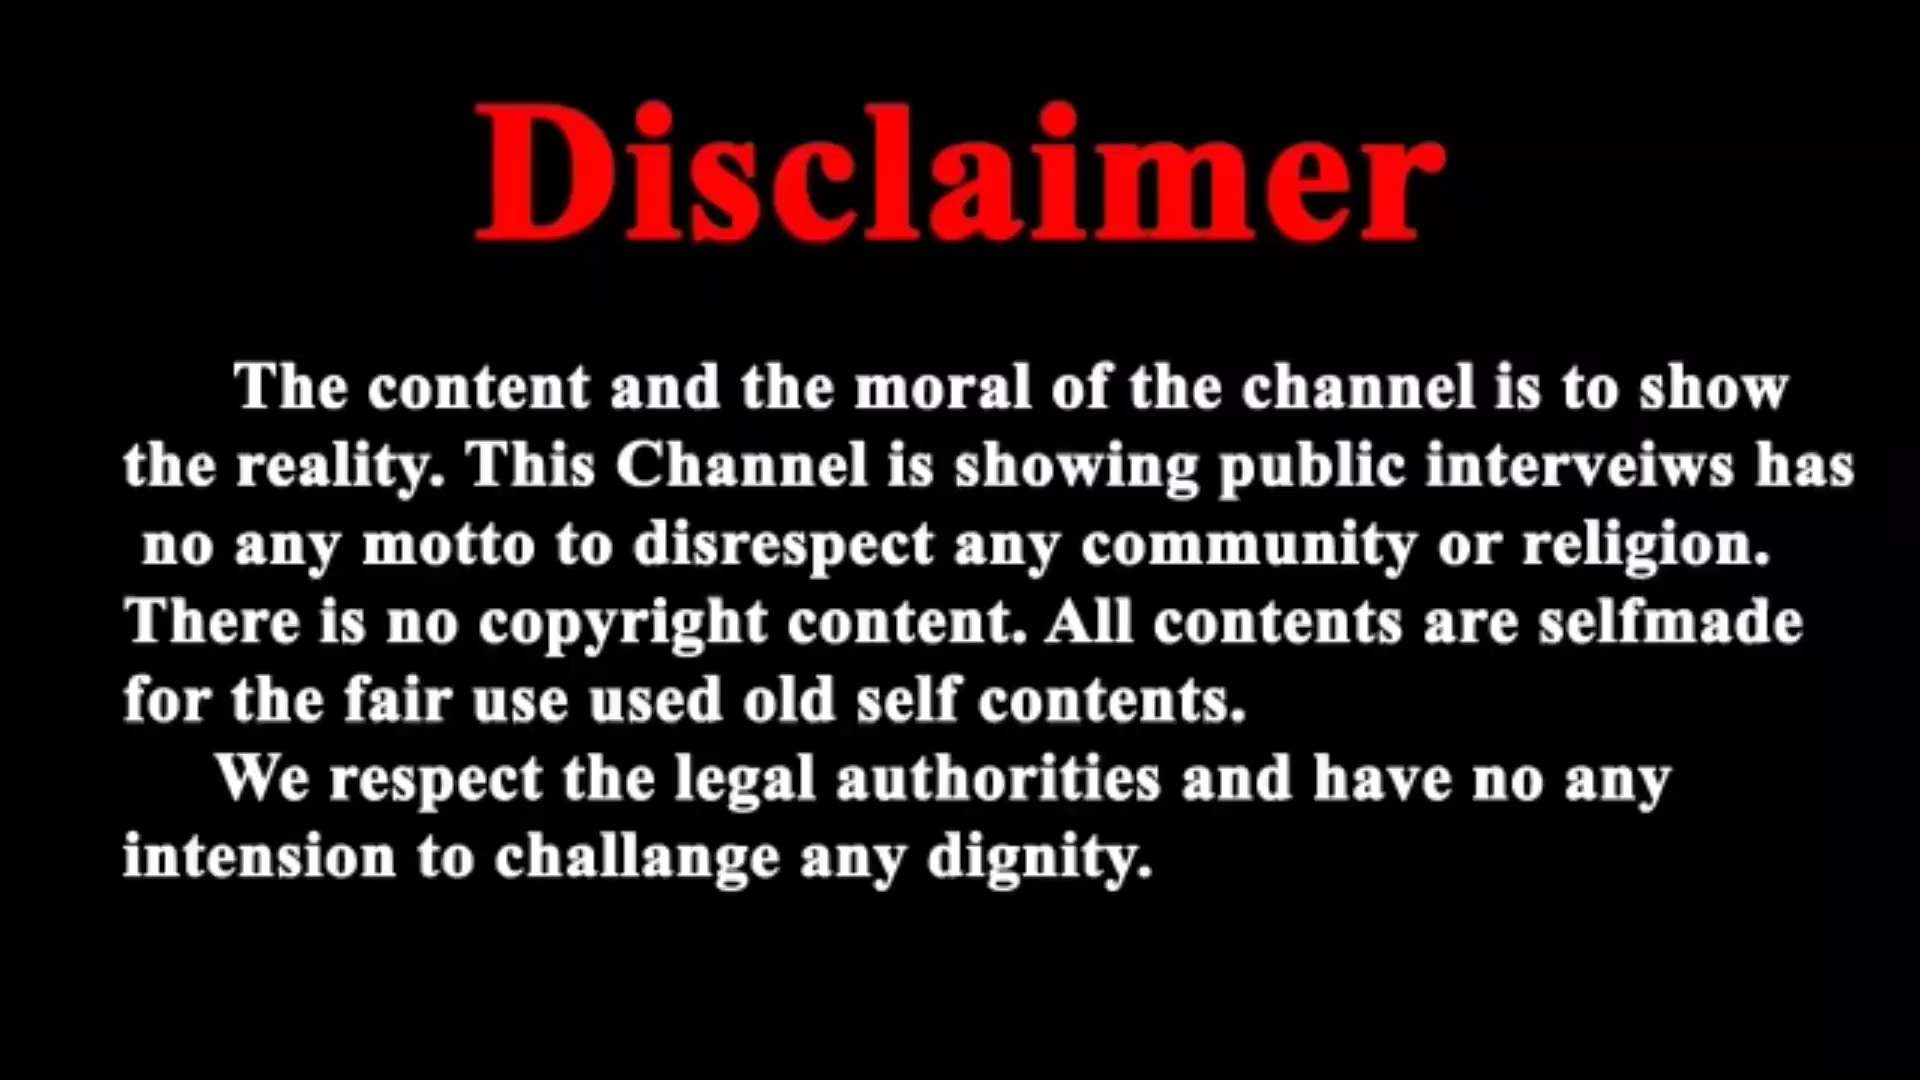 Disclaimer
The content and the moral of the channel is to show
the reality. This Channel is showing public interveiws has
no any motto to disrespect any community or religion.
There is no copyright content. All contents are selfmade
for the fair use used old self contents.
We respect the legal authorities and have no any
intension to challange any dignity.